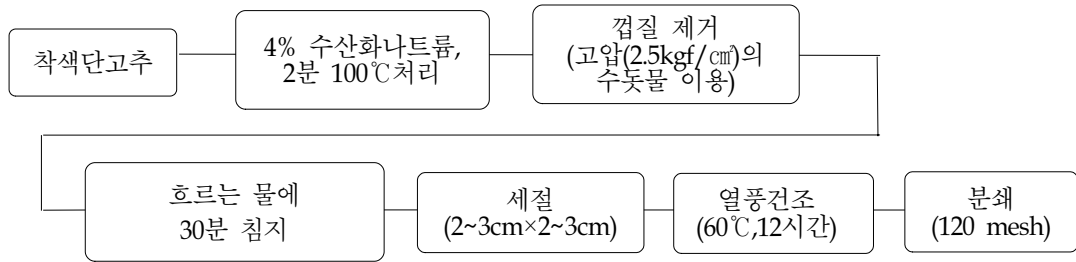 착색단고추
4% 수산화나트륨,
2분 100℃처리
껍질 제거
(고압(2.5kgf/㎠)의
수돗물 이용)
흐르는 물에
30분 침지
세절
(2~3cm×2~3cm)
열풍건조
(60℃,12시간)
분쇄
(120 mesh)